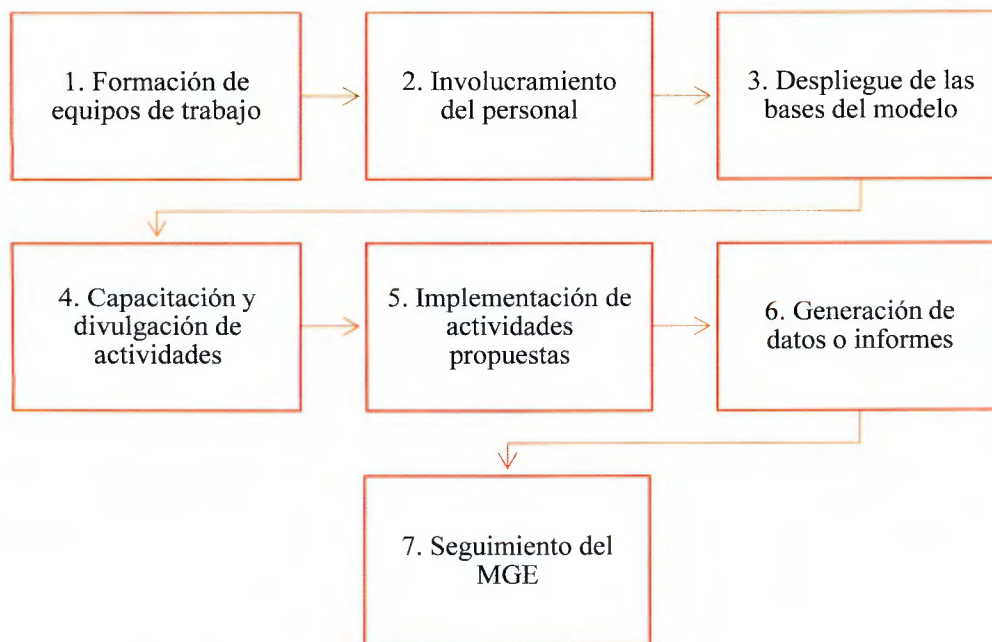 1. Formación de
equipos de trabajo
2. Involucramiento
del personal
3. Despliegue de las
bases del modelo
4. Capacitación y
divulgación de
actividades
5. Implementación de
actividades
propuestas
6. Generación de
datos o informes
7. Seguimiento del
MGE